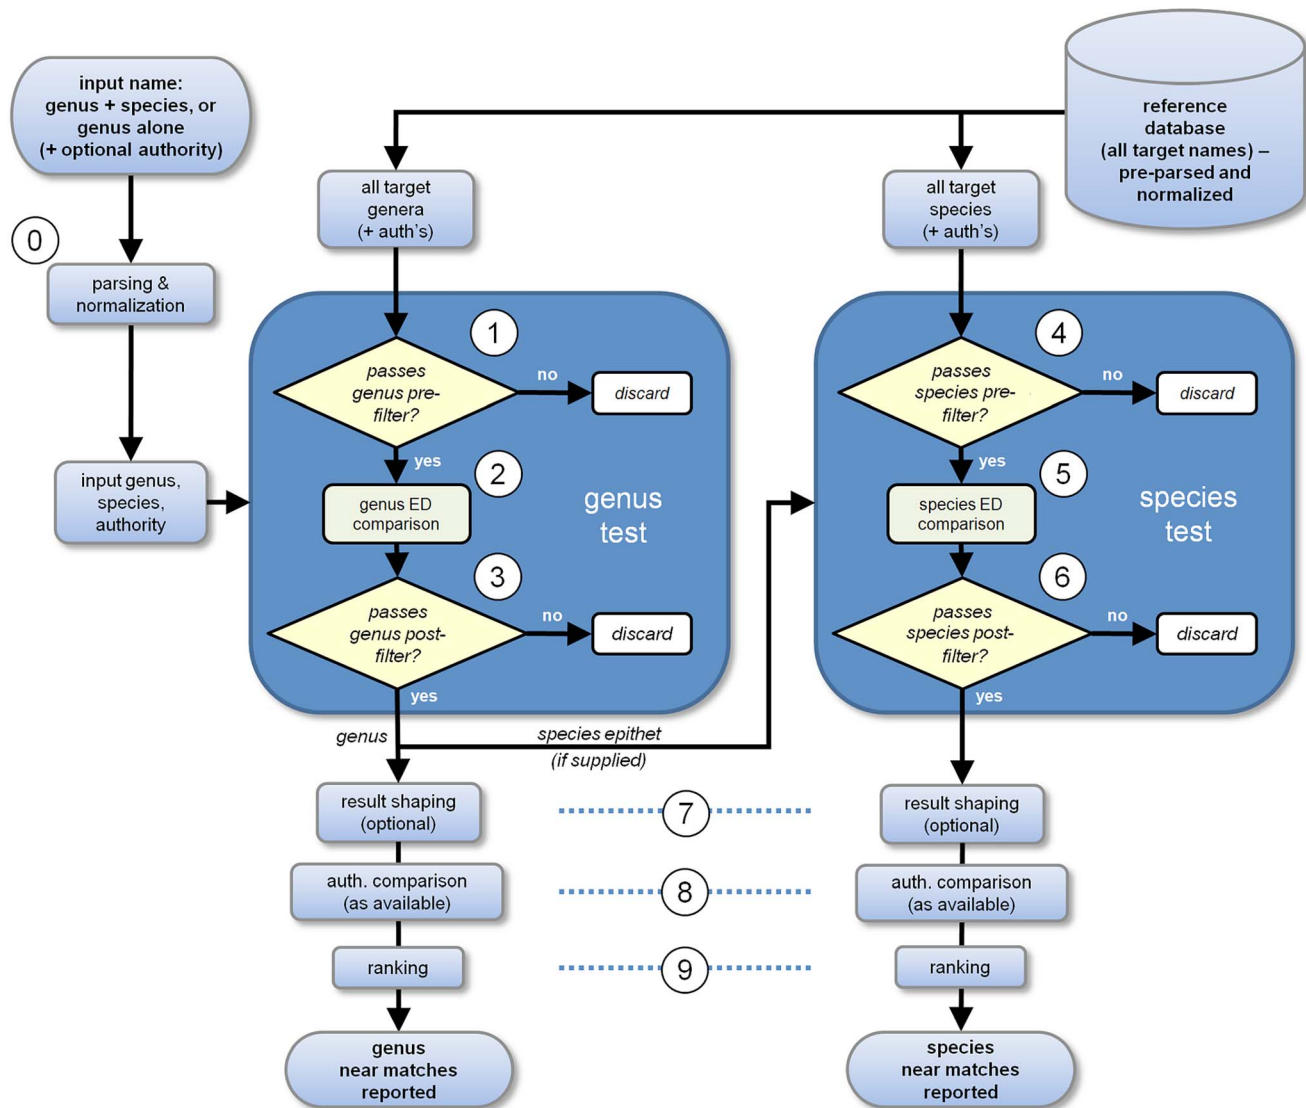 input name:
genus + species, or
genus alone
(+ optional authority)
0
parsing &
normalization
input genus,
species,
authority
reference
database
(all target names) –
pre-parsed and
normalized
all target
genera
(+ auth's)
1
passes
genus pre-
filter?
no
discard
yes
2
genus ED
comparison
genus
test
3
passes
genus post-
filter?
no
discard
yes
genus
species epithet
(if supplied)
all target
species
(+ auth's)
4
passes
species pre-
filter?
no
discard
yes
5
species ED
comparison
species
test
6
passes
species post-
filter?
no
discard
yes
result shaping
(optional)
7
result shaping
(optional)
auth. comparison
(as available)
8
auth. comparison
(as available)
ranking
9
ranking
genus
near matches
reported
species
near matches
reported